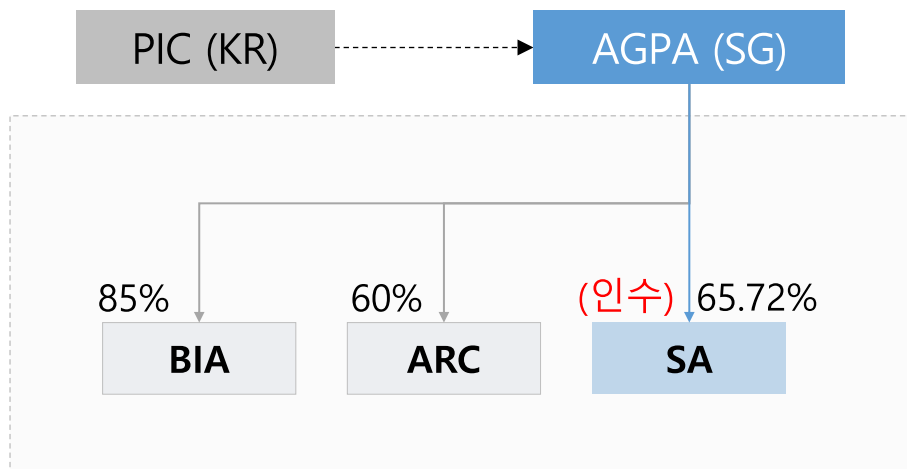 PIC (KR)
AGPA (SG)
85%
60%
(인수) 65.72%
BIA
ARC
SA